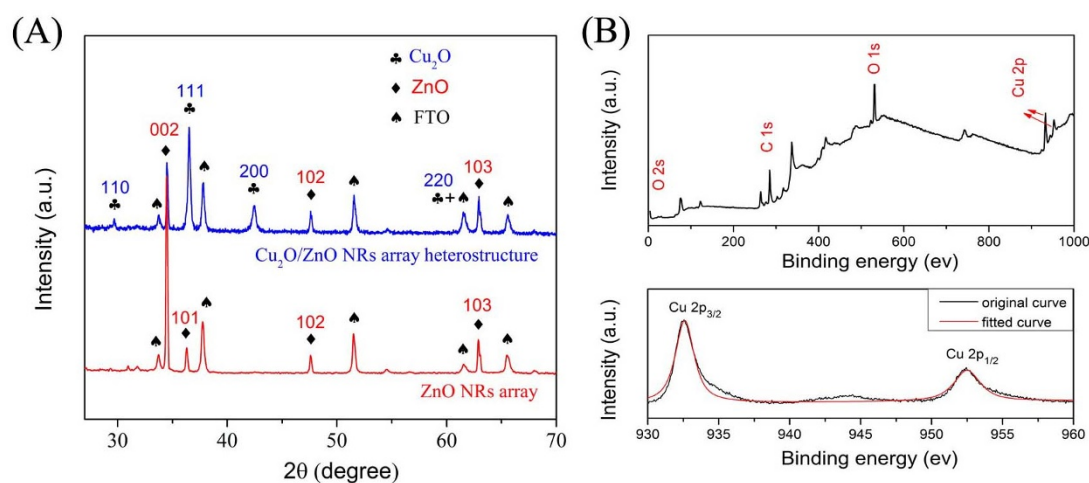 (A)
Intensity (a.u.)
♣ Cu₂O
♦ ZnO
♠ FTO
111
002
110
200
102
220
♣+
103
Cu₂O/ZnO NRs array heterostructure
101
102
103
ZnO NRs array
30 40 50 60 70
2θ (degree)
(B)
Intensity (a.u.)
O 2s
C 1s
O 1s
Cu 2p
0 200 400 600 800 1000
Binding energy (ev)
Intensity (a.u.)
Cu 2p₃/₂
Cu 2p₁/₂
original curve
fitted curve
930 935 940 945 950 955 960
Binding energy (ev)